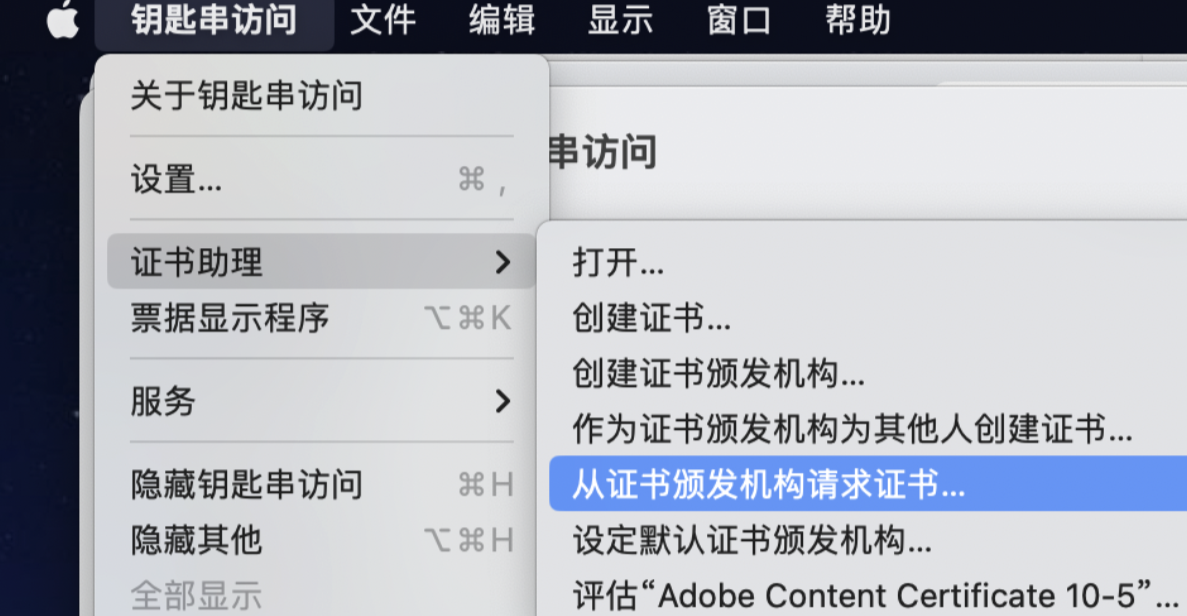 钥匙串访问 文件 编辑 显示 窗口 帮助
关于钥匙串访问
串访问
设置... ⌘ ,
证书助理
打开...
票据显示程序 ⌥⌘K
创建证书...
创建证书颁发机构...
服务
作为证书颁发机构为其他人创建证书...
隐藏钥匙串访问 ⌘H
从证书颁发机构请求证书...
隐藏其他 ⌥⌘H
设定默认证书颁发机构...
全部显示
评估“Adobe Content Certificate 10-5”...